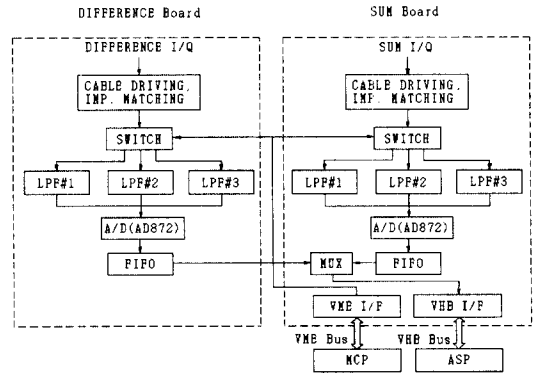 DIFFERENCE Board
SUM Board
DIFFERENCE I/Q
SUM I/Q
CABLE DRIVING,
IMP. MATCHING
CABLE DRIVING,
IMP. MATCHING
SWITCH
SWITCH
LPF#1
LPF#2
LPF#3
LPF#1
LPF#2
LPF#3
A/D(AD872)
A/D(AD872)
FIFO
MUX
FIFO
VME I/F
VHB I/F
VME Bus
VHB Bus
MCP
ASP